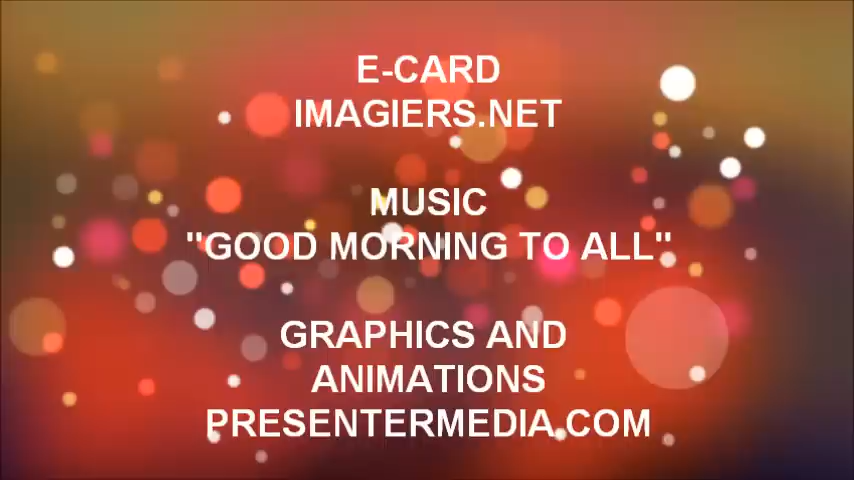 E-CARD
IMAGIERS.NET
MUSIC
"GOOD MORNING TO ALL"
GRAPHICS AND
ANIMATIONS
PRESENTERMEDIA.COM